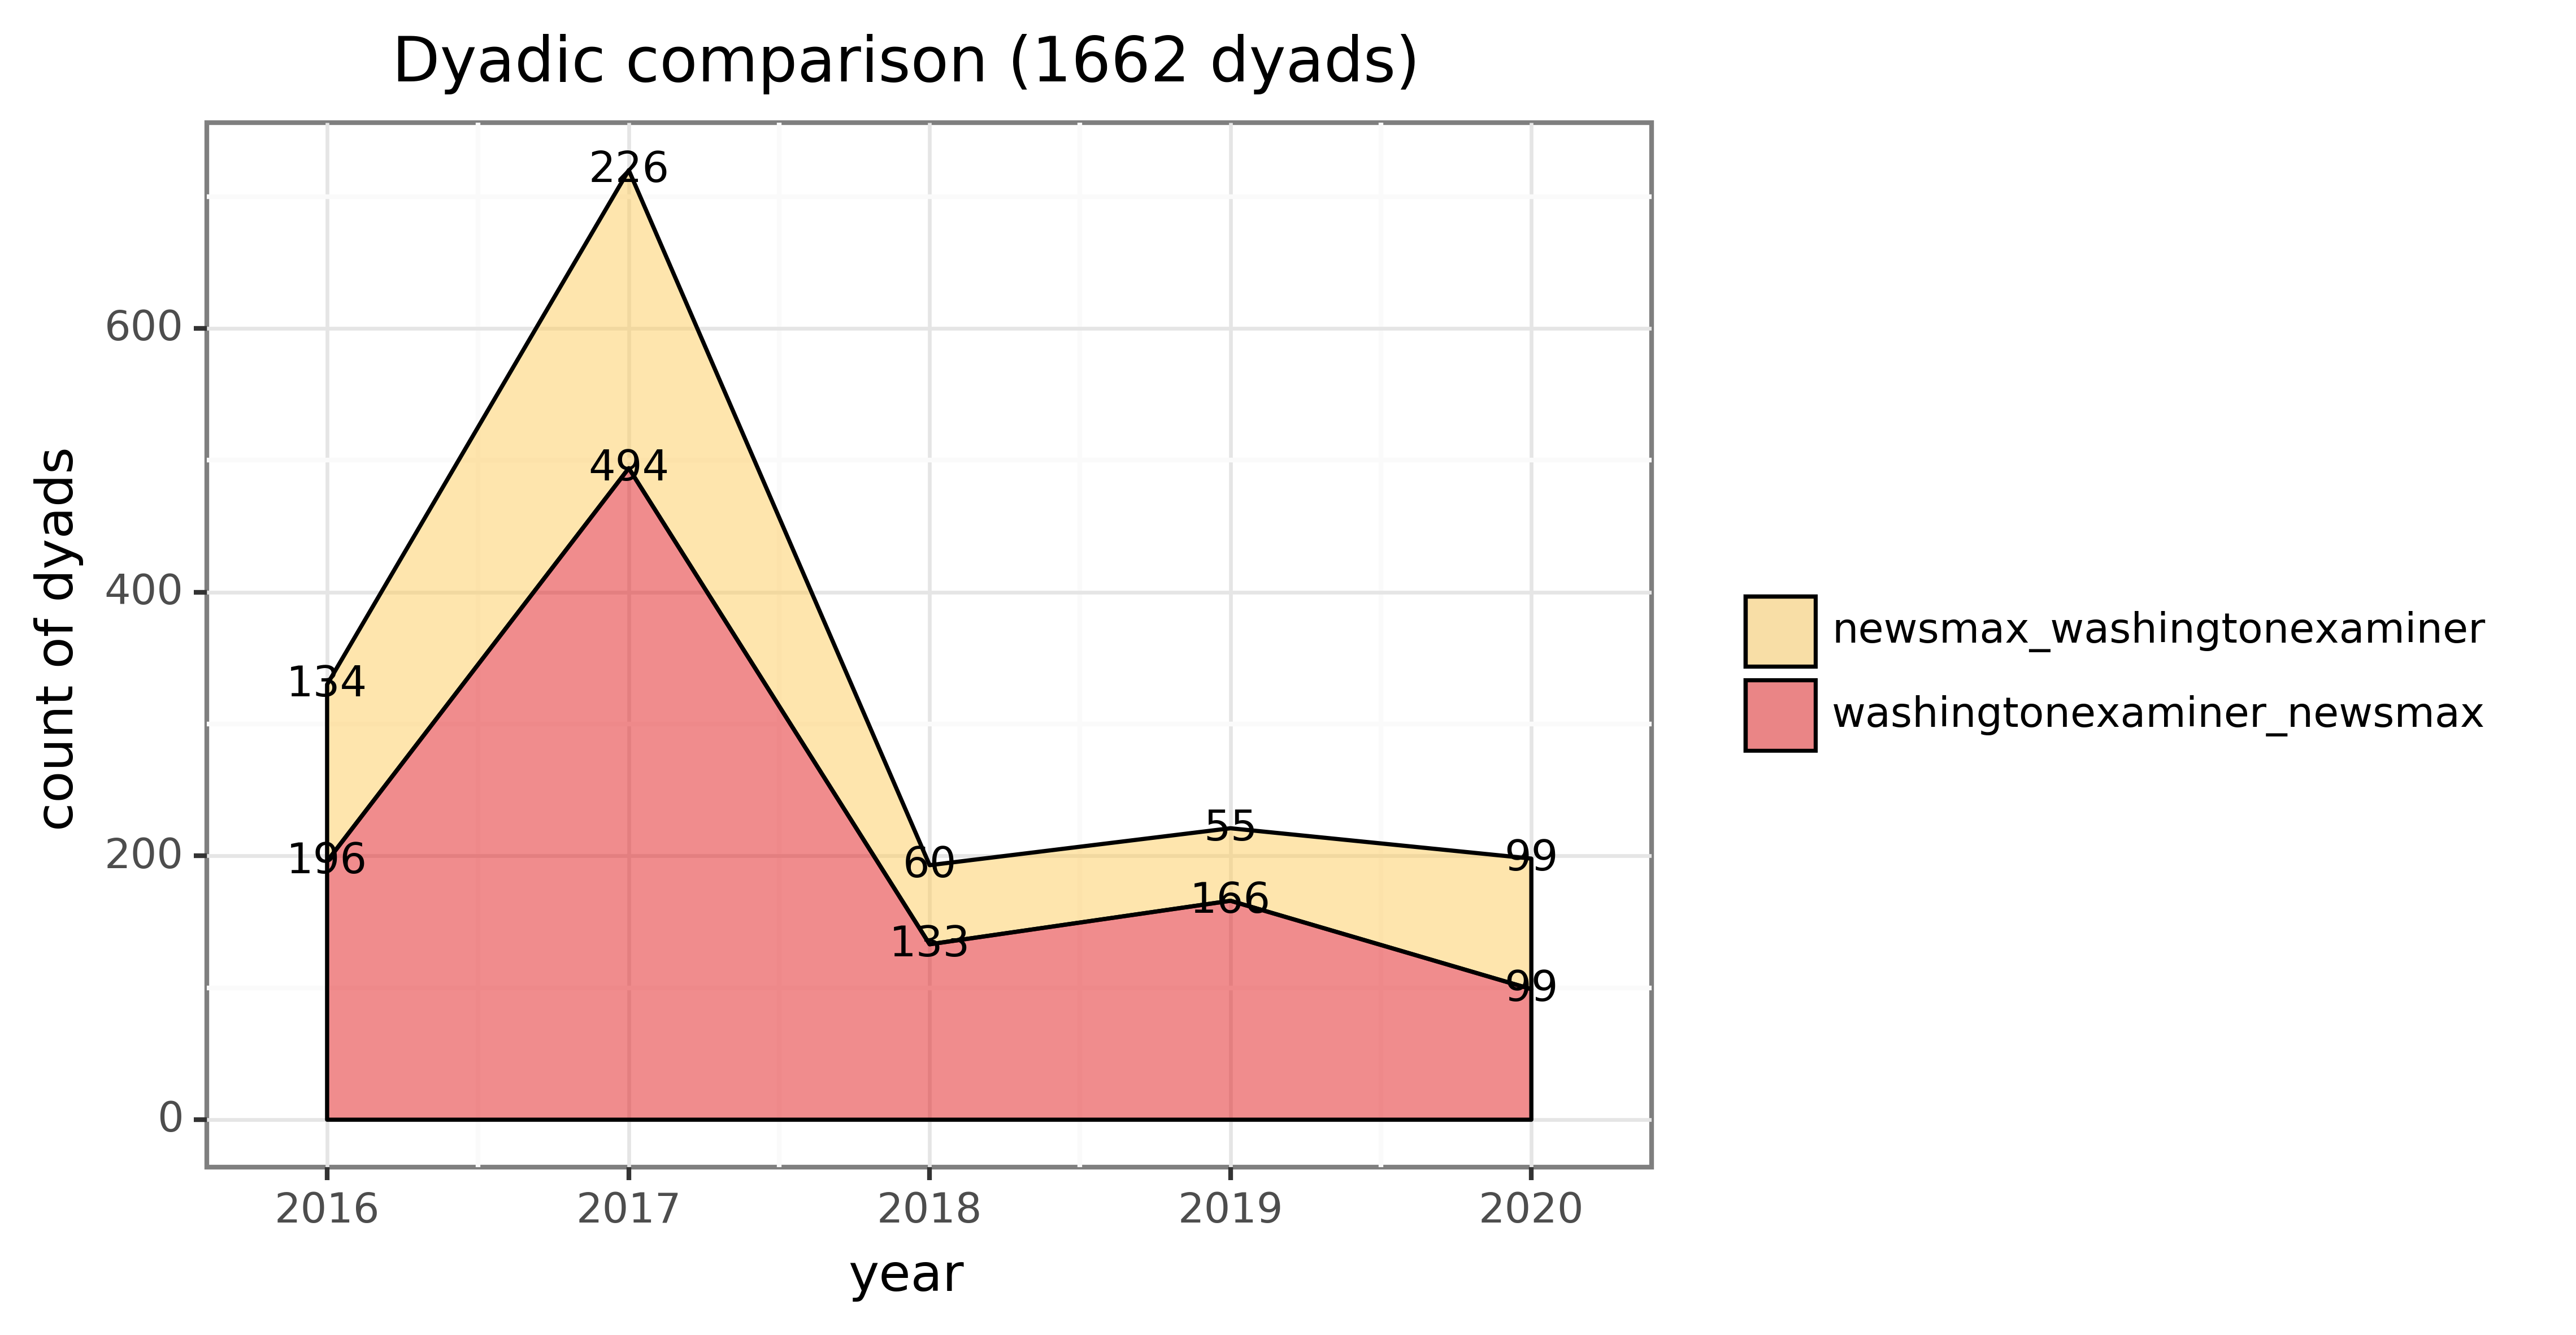 Dyadic comparison (1662 dyads)
226
494
134
196
60
133
55
166
99
99
600
400
200
0
count of dyads
2016 2017 2018 2019 2020
year
newsmax_washingtonexaminer
washingtonexaminer_newsmax